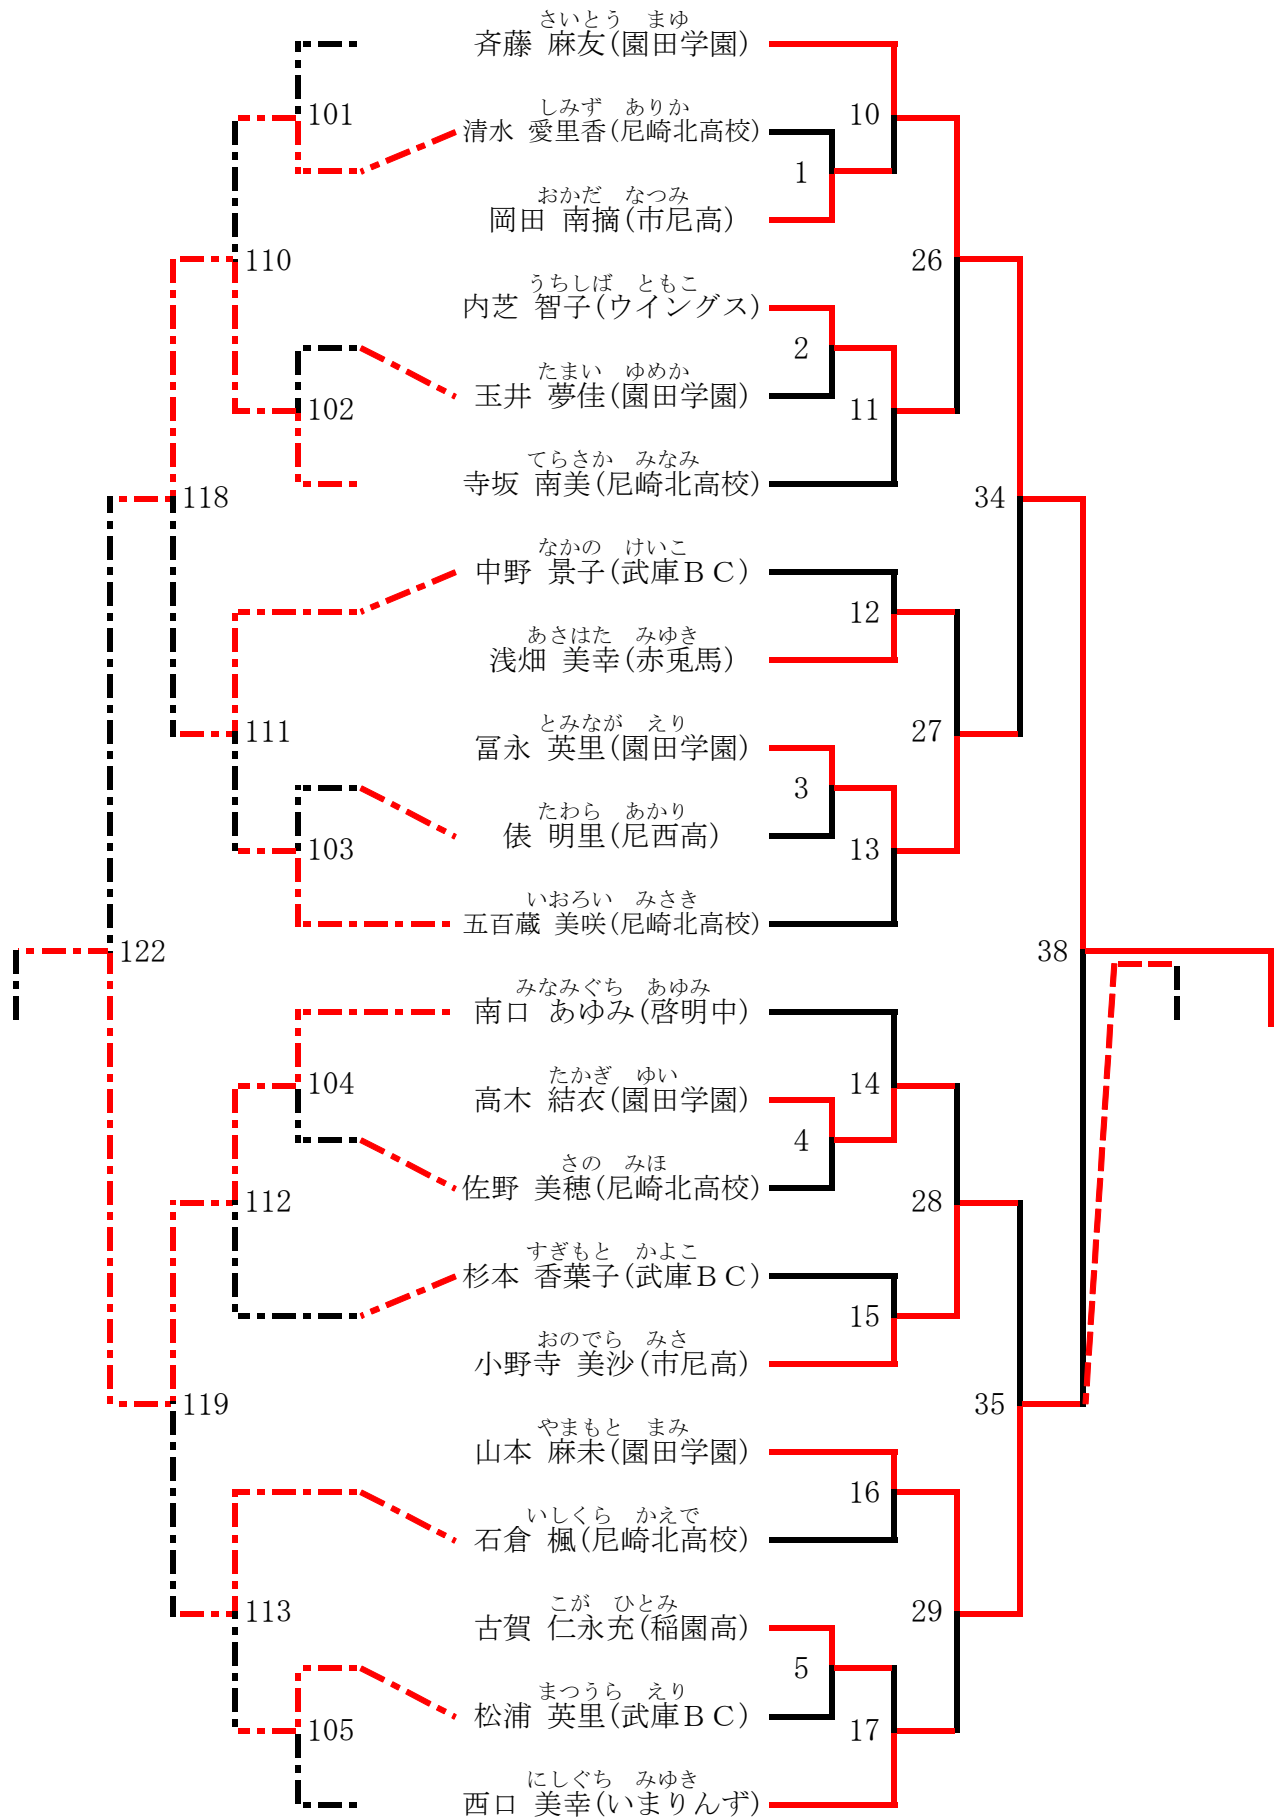 さいとう まゆ
斉藤 麻友(園田学園)
101
しみず ありか
清水 愛里香(尼崎北高校)
10
1
おかだ なつみ
岡田 南摘(市尼高)
110
26
うちしば ともこ
内芝 智子(ウイングス)
2
たまい ゆめか
玉井 夢佳(園田学園)
102
11
てらさか みなみ
寺坂 南美(尼崎北高校)
118
34
なかの けいこ
中野 景子(武庫ＢＣ)
12
あさはた みゆき
浅畑 美幸(赤兎馬)
111
27
とみなが えり
冨永 英里(園田学園)
3
たわら あかり
俵 明里(尼西高)
103
13
いおろい みさき
五百蔵 美咲(尼崎北高校)
122
38
みなみぐち あゆみ
南口 あゆみ(啓明中)
104
14
たかぎ ゆい
高木 結衣(園田学園)
4
さの みほ
佐野 美穂(尼崎北高校)
112
28
すぎもと かよこ
杉本 香葉子(武庫ＢＣ)
15
おのでら みさ
小野寺 美沙(市尼高)
119
35
やまもと まみ
山本 麻未(園田学園)
16
いしくら かえで
石倉 楓(尼崎北高校)
113
29
こが ひとみ
古賀 仁永充(稲園高)
5
まつうら えり
松浦 英里(武庫ＢＣ)
105
17
にしぐち みゆき
西口 美幸(いまりんず)